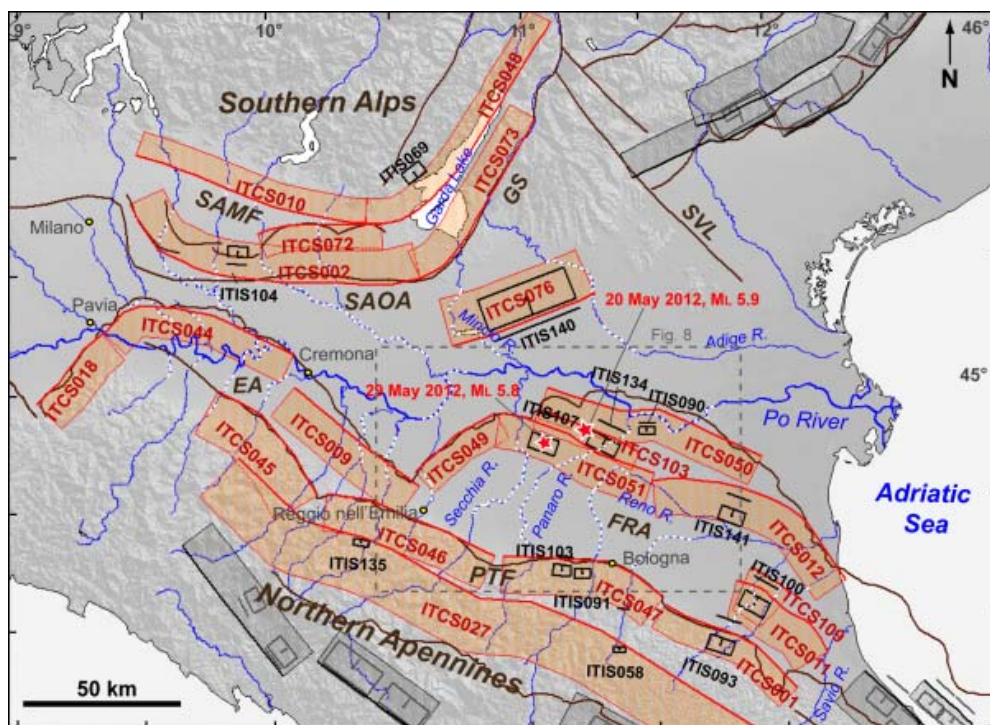 9°
10°
11°
12°
46°
N
Southern Alps
ITCS048
ITIS069
ITCS073
Garda Lake
GS
SVL
ITCS010
SAMF
Milano
ITCS072
ITCS002
ITIS104
SAOA
ITCS076
20 May 2012, ML 5.9
ITIS140
Mincio R.
Fig. 8
Adige R.
Pavia
ITCS044
Cremona
45°
ITCS018
EA
29 May 2012, ML 5.8
ITIS134
ITIS090
Po River
ITIS107
ITCS103
ITCS050
ITCS049
ITCS051
ITCS045
ITCS009
Secchia R.
Panaro R.
Reno R.
Adriatic
Sea
Reggio nell'Emilia
FRA
ITIS141
ITCS012
ITCS046
ITIS135
ITIS103
Bologna
PTF
ITIS100
ITCS109
ITIS091
ITCS047
ITCS027
Northern Apennines
ITCS011
ITIS058
ITIS093
ITCS001
Savio R.
50 km